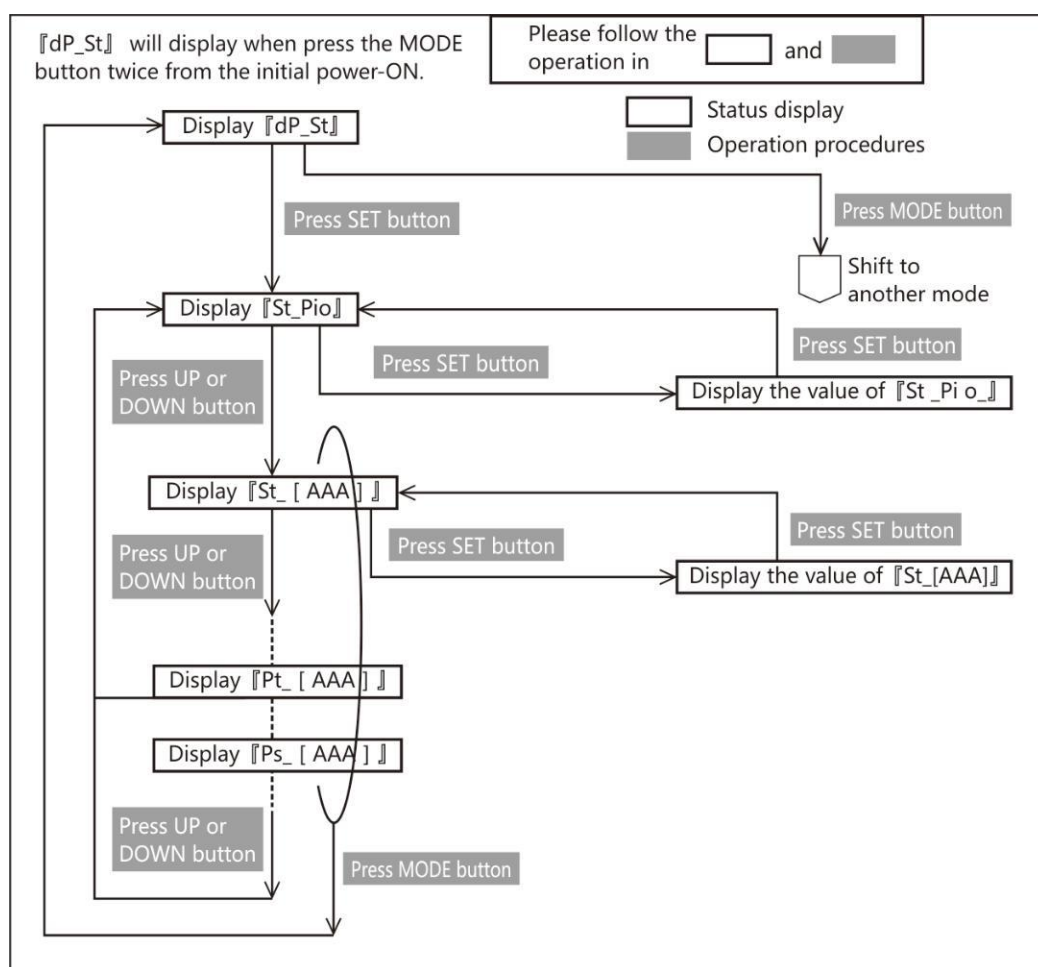 『dP_St』 will display when press the MODE
button twice from the initial power-ON.
Please follow the
operation in
and
Status display
Operation procedures
Display『dP_St』
Press SET button
Press MODE button
Shift to
another mode
Display『St_Pio』
Press SET button
Press SET button
Press UP or
DOWN button
Display the value of『St _Pi o_』
Display『St_ [ AAA ] 』
Press SET button
Press SET button
Press UP or
DOWN button
Display the value of『St_[AAA]』
Display『Pt_ [ AAA ] 』
Display『Ps_ [ AAA ] 』
Press UP or
DOWN button
Press MODE button